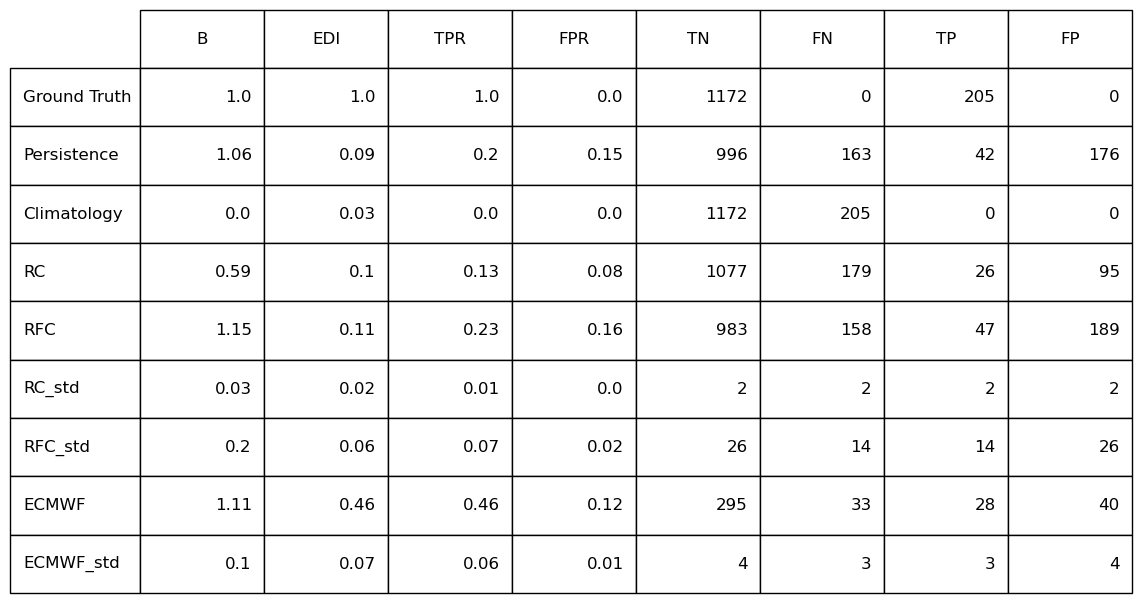 B EDI TPR FPR TN FN TP FP
Ground Truth 1.0 1.0 1.0 0.0 1172 0 205 0
Persistence 1.06 0.09 0.2 0.15 996 163 42 176
Climatology 0.0 0.03 0.0 0.0 1172 205 0 0
RC 0.59 0.1 0.13 0.08 1077 179 26 95
RFC 1.15 0.11 0.23 0.16 983 158 47 189
RC_std 0.03 0.02 0.01 0.0 2 2 2 2
RFC_std 0.2 0.06 0.07 0.02 26 14 14 26
ECMWF 1.11 0.46 0.46 0.12 295 33 28 40
ECMWF_std 0.1 0.07 0.06 0.01 4 3 3 4